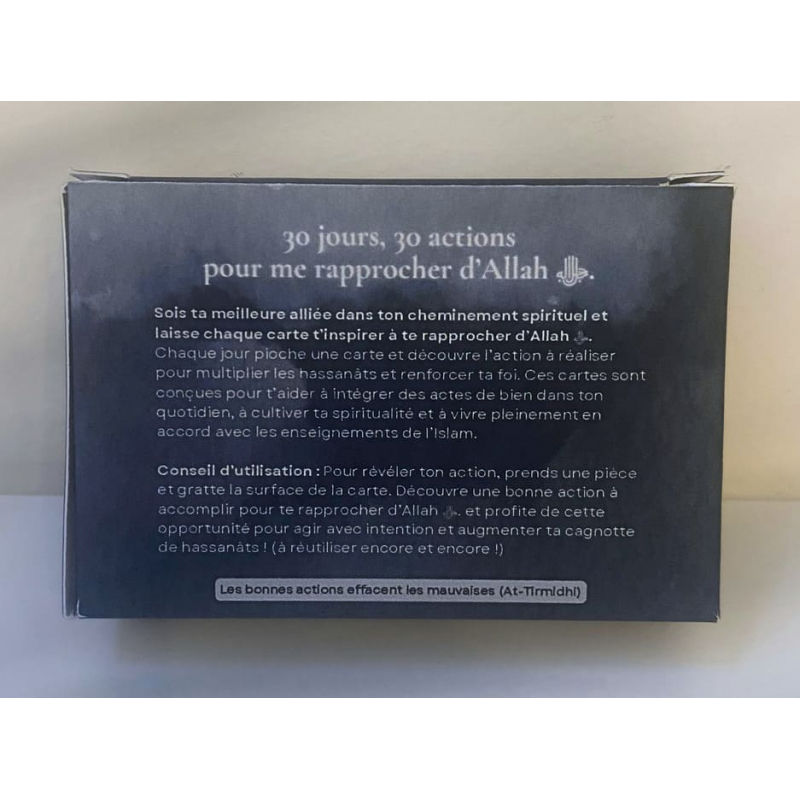 30 jours, 30 actions
pour me rapprocher d'Allah ﷻ.
Sois ta meilleure alliée dans ton cheminement spirituel et
laisse chaque carte t'inspirer à te rapprocher d'Allah ﷻ.
Chaque jour pioche une carte et découvre l'action à réaliser
pour multiplier les hassanâts et renforcer ta foi. Ces cartes sont
conçues pour t'aider à intégrer des actes de bien dans ton
quotidien, à cultiver ta spiritualité et à vivre pleinement en
accord avec les enseignements de l'Islam.
Conseil d'utilisation : Pour révéler ton action, prends une pièce
et gratte la surface de la carte. Découvre une bonne action à
accomplir pour te rapprocher d'Allah ﷻ. et profite de cette
opportunité pour agir avec intention et augmenter ta cagnotte
de hassanâts ! (à réutiliser encore et encore !)
Les bonnes actions effacent les mauvaises (At-Tirmidhi)